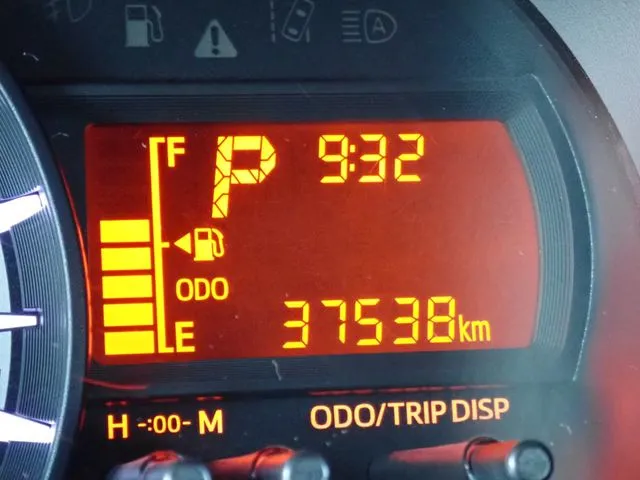 A
F P 9:32
ODO
E 37538km
H -:00- M ODO/TRIP DISP